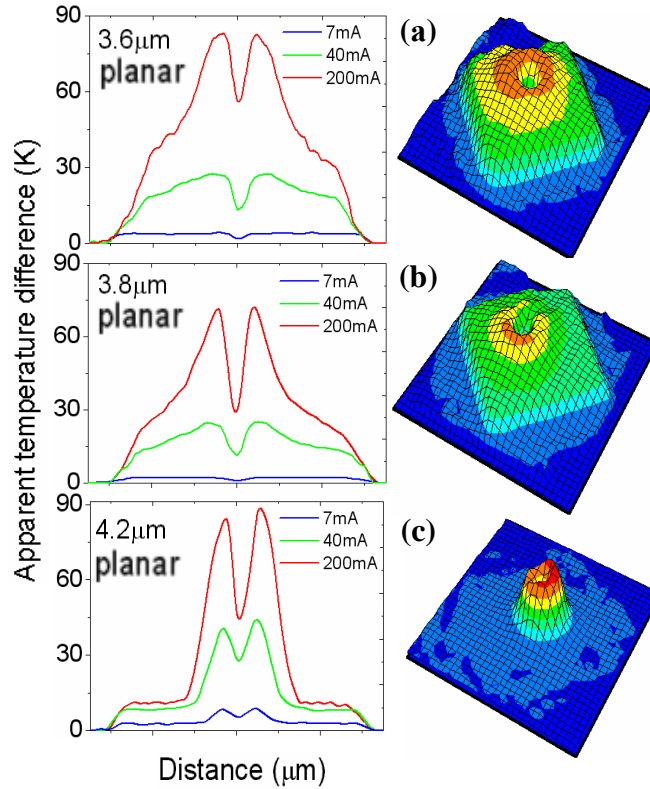 3.6μm
planar
7mA
40mA
200mA
(a)
90
60
30
0
3.8μm
planar
7mA
40mA
200mA
(b)
90
60
30
0
4.2μm
planar
7mA
40mA
200mA
(c)
90
60
30
0
Apparent temperature difference (K)
Distance (μm)